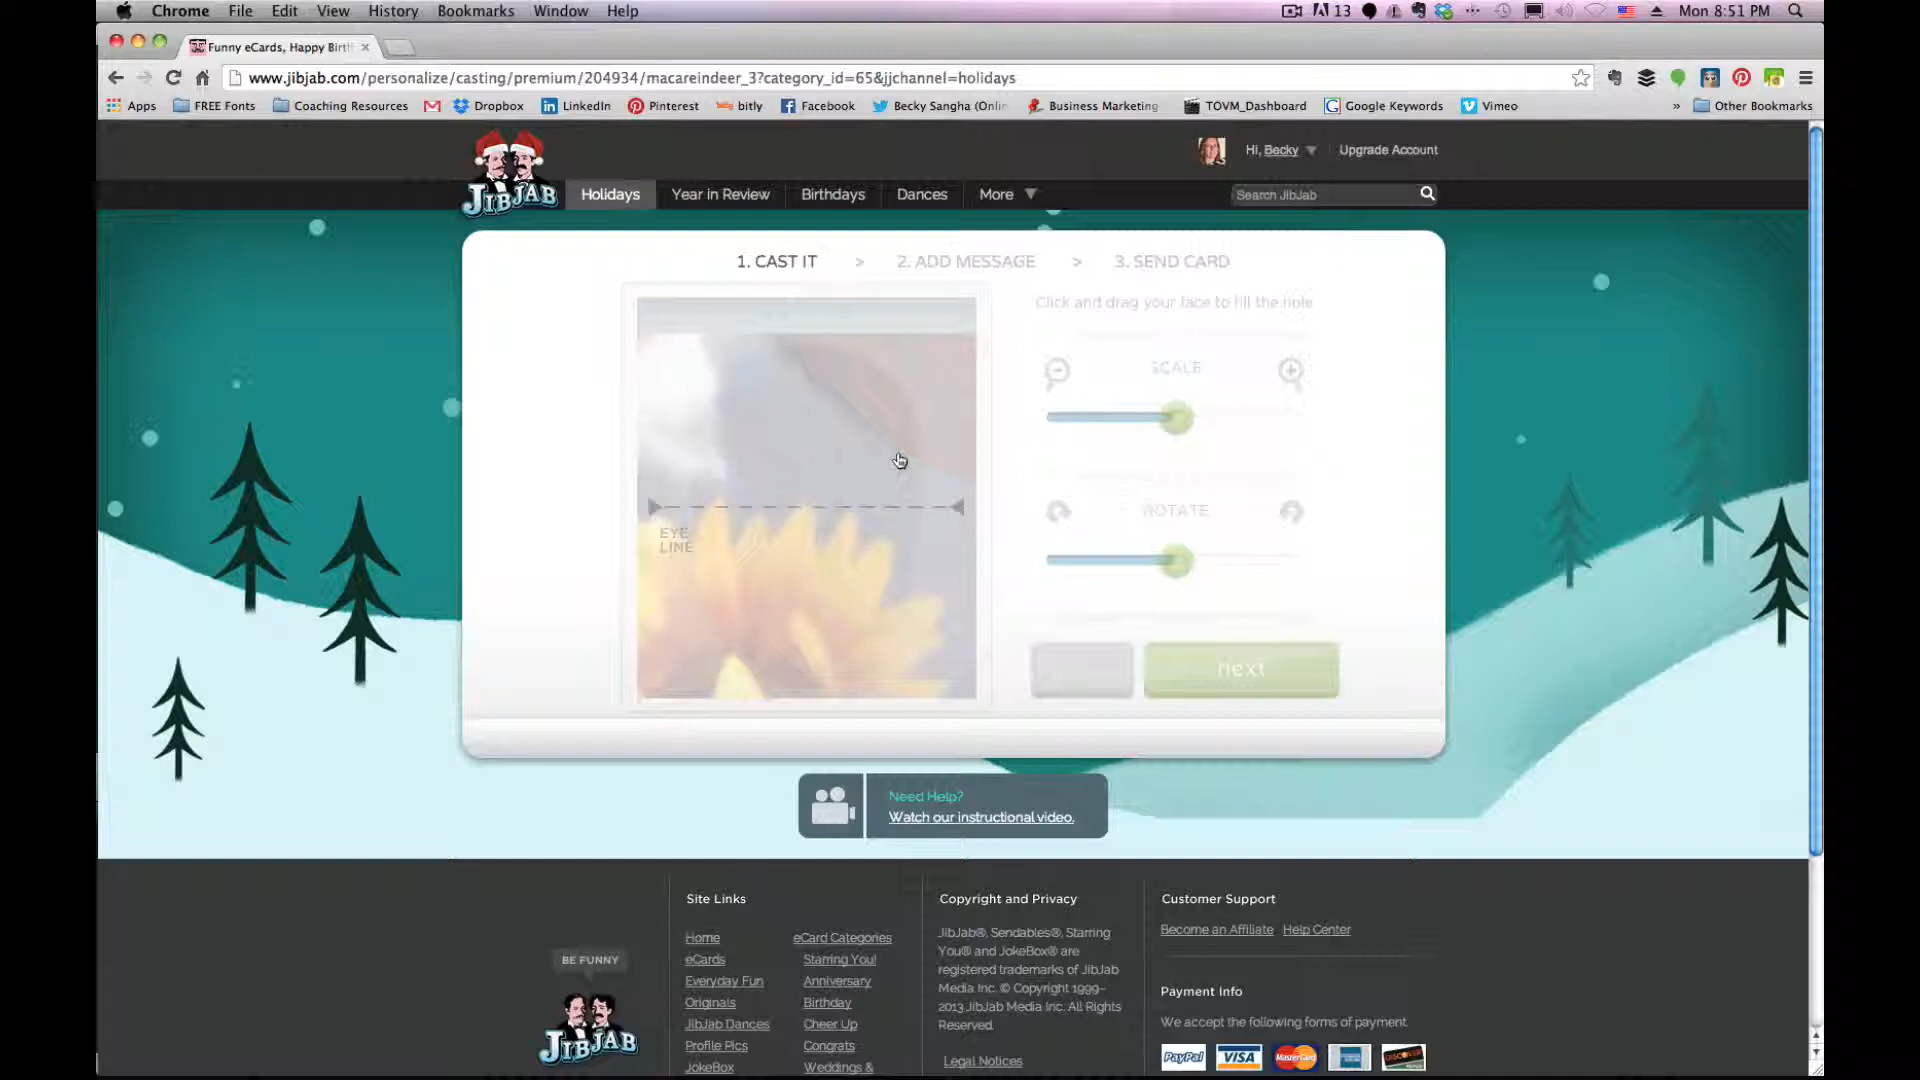 Chrome File Edit View History Bookmarks Window Help
13 Mon 8:51 PM
Funny eCards, Happy Birth
www.jibjab.com/personalize/casting/premium/204934/macareindeer_3?category_id=65&jjchannel=holidays
Apps FREE Fonts Coaching Resources Dropbox LinkedIn Pinterest bitly Facebook Becky Sangha (Onlin Business Marketing TOVM_Dashboard Google Keywords Vimeo » Other Bookmarks
Hi, Becky Upgrade Account
JIBJAB
Holidays Year in Review Birthdays Dances More Search JibJab
1. CAST IT > 2. ADD MESSAGE > 3. SEND CARD
Click and drag your face to fill the hole
SCALE
ROTATE
EYE
LINE
next
Need Help?
Watch our instructional video.
BE FUNNY
JIBJAB
Site Links
Home
eCards
Everyday Fun
Originals
JibJab Dances
Profile Pics
JokeBox
eCard Categories
Starring You!
Anniversary
Birthday
Cheer Up
Congrats
Weddings &
Copyright and Privacy
JibJab®, Sendables®, Starring
You® and JokeBox® are
registered trademarks of JibJab
Media Inc. © Copyright 1999-
2013 JibJab Media Inc. All Rights
Reserved.
Legal Notices
Customer Support
Become an Affiliate Help Center
Payment Info
We accept the following forms of payment.
PayPal VISA MasterCard DISCOVER